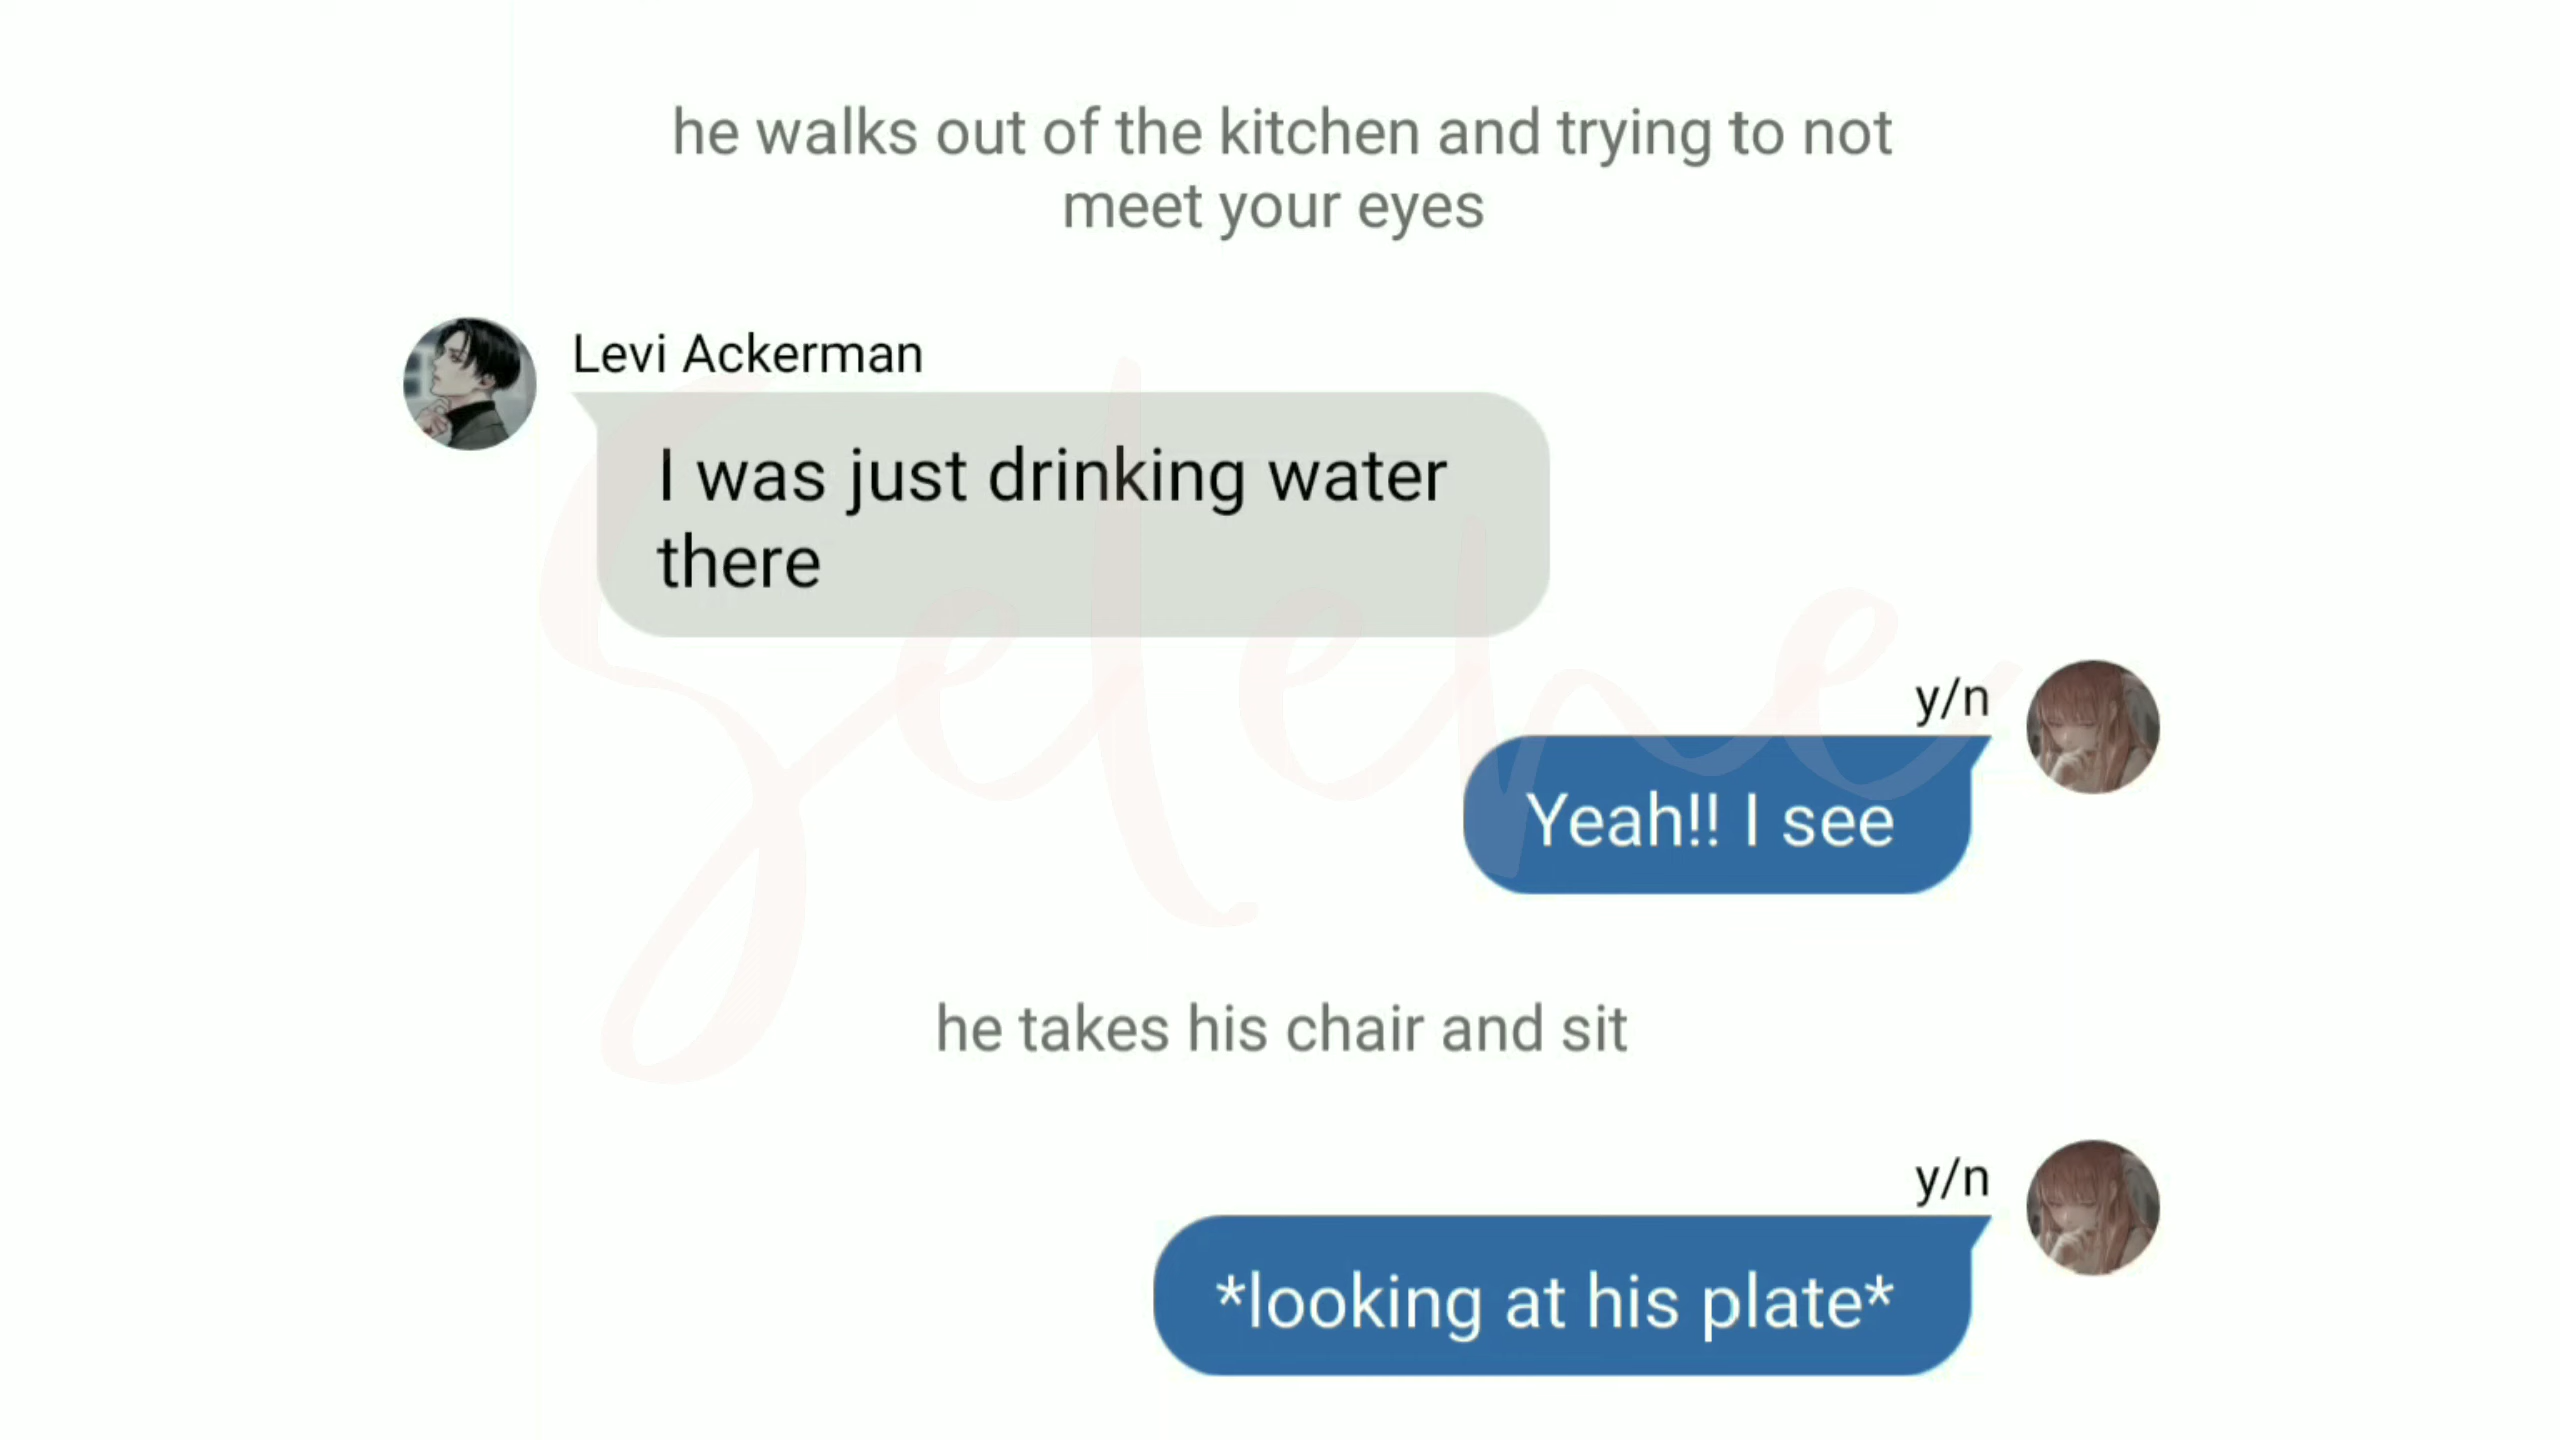 he walks out of the kitchen and trying to not
meet your eyes
Levi Ackerman
I was just drinking water
there
y/n
Yeah!! I see
he takes his chair and sit
y/n
*looking at his plate*
Selene